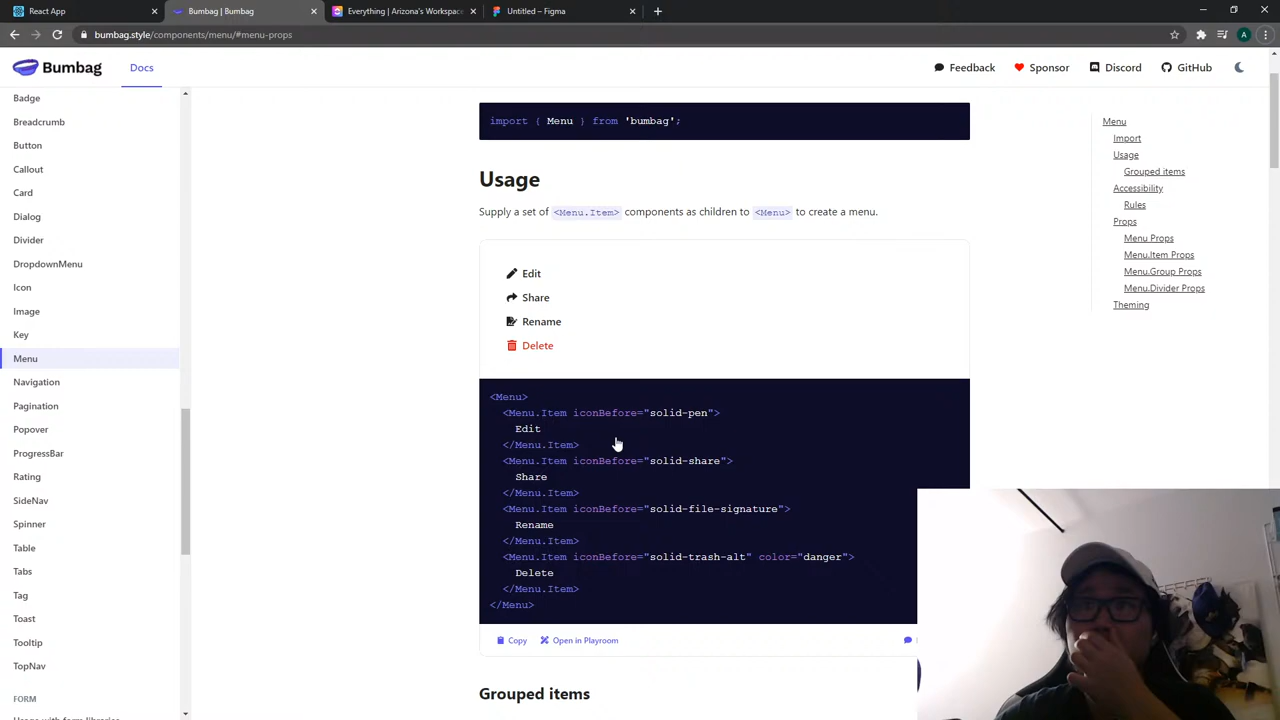 React App
Bumbag | Bumbag
Everything | Arizona's Workspace
Untitled – Figma
bumbag.style/components/menu/#menu-props
A
Bumbag
Docs
Feedback
Sponsor
Discord
GitHub
Badge
Breadcrumb
Button
Callout
Card
Dialog
Divider
DropdownMenu
Icon
Image
Key
Menu
Navigation
Pagination
Popover
ProgressBar
Rating
SideNav
Spinner
Table
Tabs
Tag
Toast
Tooltip
TopNav
FORM
Usage with form libraries
import { Menu } from 'bumbag';
Usage
Supply a set of <Menu.Item> components as children to <Menu> to create a menu.
Edit
Share
Rename
Delete
<Menu>
<Menu.Item iconBefore="solid-pen">
Edit
</Menu.Item>
<Menu.Item iconBefore="solid-share">
Share
</Menu.Item>
<Menu.Item iconBefore="solid-file-signature">
Rename
</Menu.Item>
<Menu.Item iconBefore="solid-trash-alt" color="danger">
Delete
</Menu.Item>
</Menu>
Copy
Open in Playroom
Grouped items
Menu
Import
Usage
Grouped items
Accessibility
Rules
Props
Menu Props
Menu.Item Props
Menu.Group Props
Menu.Divider Props
Theming